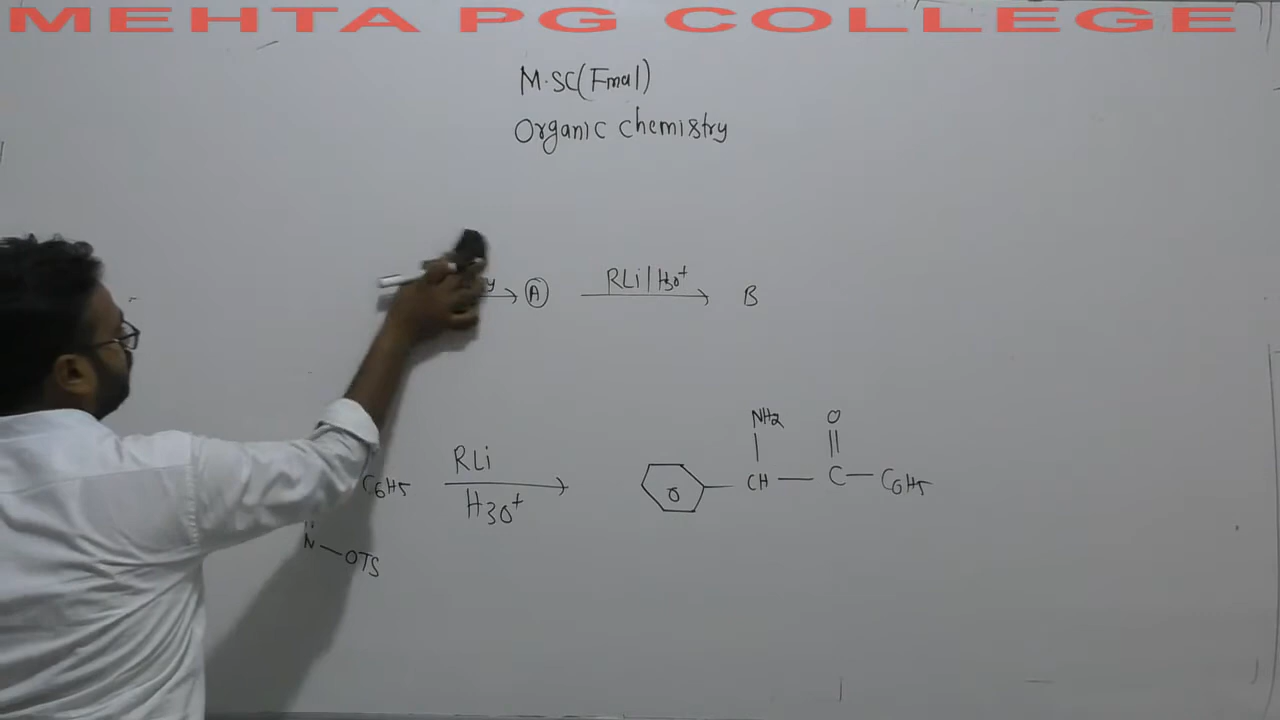 MEHTA PG COLLEGE
M.SC(Final)
Organic chemistry
y → A RLi/H3O+ → B
NH2 O
RLi
C6H5 → CH — C — C6H5
H3O+
N — OTS